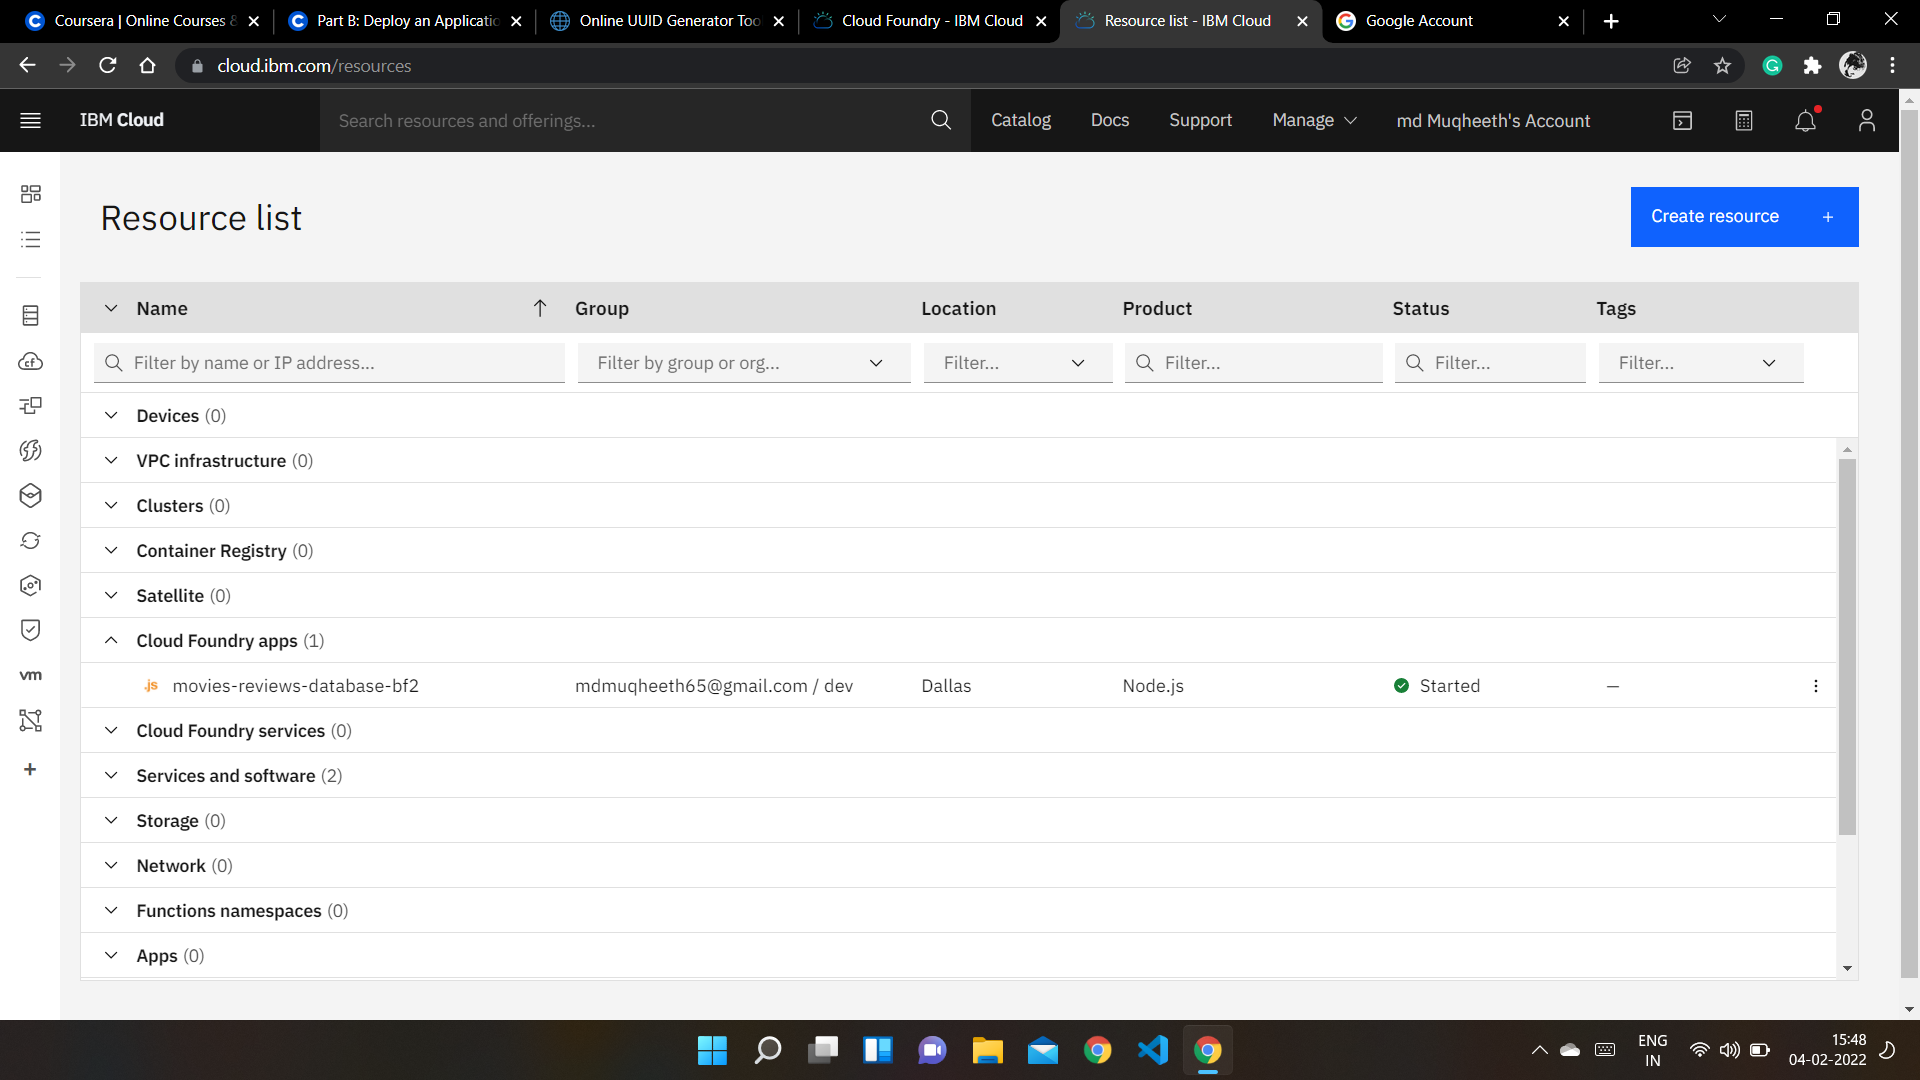 Coursera | Online Courses &
Part B: Deploy an Applicatio
Online UUID Generator Too
Cloud Foundry - IBM Cloud
Resource list - IBM Cloud
Google Account
cloud.ibm.com/resources
IBM Cloud
Search resources and offerings...
Catalog
Docs
Support
Manage
md Muqheeth's Account
Resource list
Create resource +
Name
Group
Location
Product
Status
Tags
Filter by name or IP address...
Filter by group or org...
Filter...
Filter...
Filter...
Filter...
Devices (0)
VPC infrastructure (0)
Clusters (0)
Container Registry (0)
Satellite (0)
Cloud Foundry apps (1)
.js movies-reviews-database-bf2 mdmuqheeth65@gmail.com / dev Dallas Node.js Started –
Cloud Foundry services (0)
Services and software (2)
Storage (0)
Network (0)
Functions namespaces (0)
Apps (0)
cf
vm
ENG
IN
15:48
04-02-2022